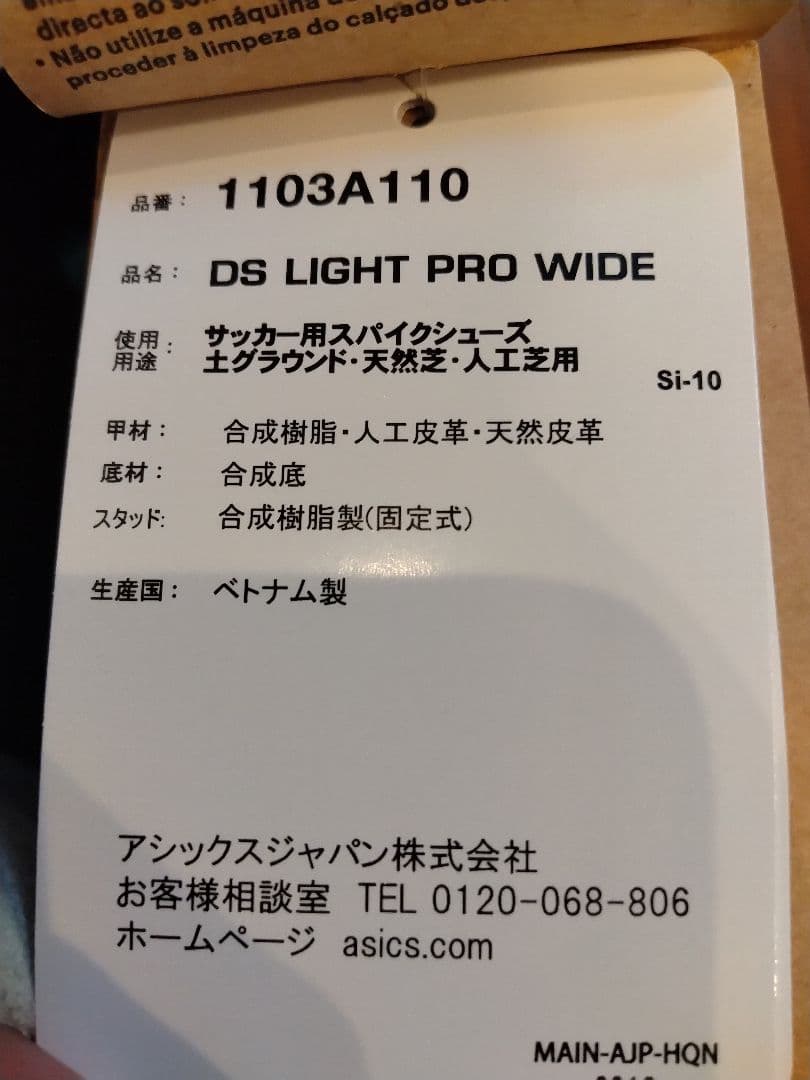 directa ao
• Não utilize a máquina
proceder à limpeza do calçado
品番： 1103A110
品名： DS LIGHT PRO WIDE
使用用途： サッカー用スパイクシューズ
土グラウンド・天然芝・人工芝用
Si-10
甲材： 合成樹脂・人工皮革・天然皮革
底材： 合成底
スタッド: 合成樹脂製(固定式)
生産国： ベトナム製
アシックスジャパン株式会社
お客様相談室 TEL 0120-068-806
ホームページ asics.com
MAIN-AJP-HQN